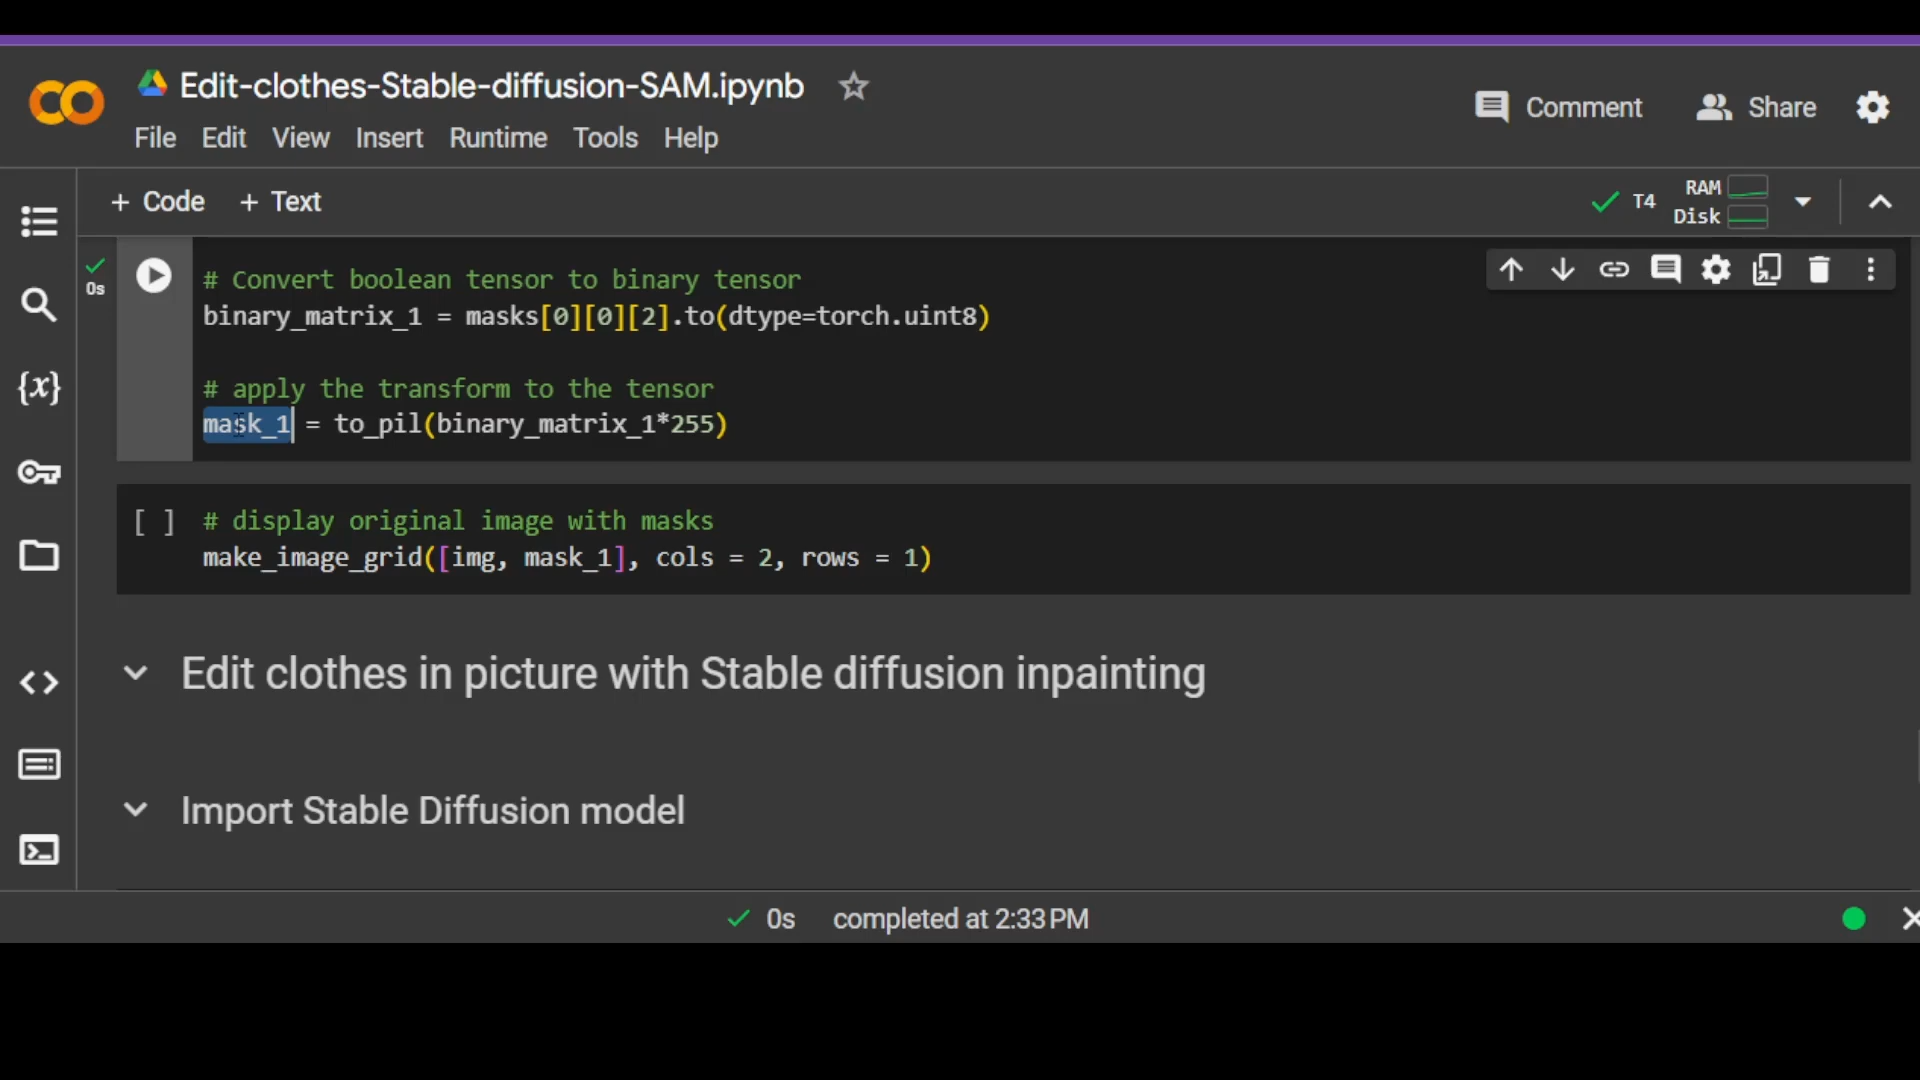 Edit-clothes-Stable-diffusion-SAM.ipynb
Comment
Share
File Edit View Insert Runtime Tools Help
+ Code + Text
T4
RAM
Disk
0s
# Convert boolean tensor to binary tensor
binary_matrix_1 = masks[0][0][2].to(dtype=torch.uint8)
# apply the transform to the tensor
mask_1 = to_pil(binary_matrix_1*255)
{x}
[ ] # display original image with masks
make_image_grid([img, mask_1], cols = 2, rows = 1)
Edit clothes in picture with Stable diffusion inpainting
Import Stable Diffusion model
0s completed at 2:33 PM